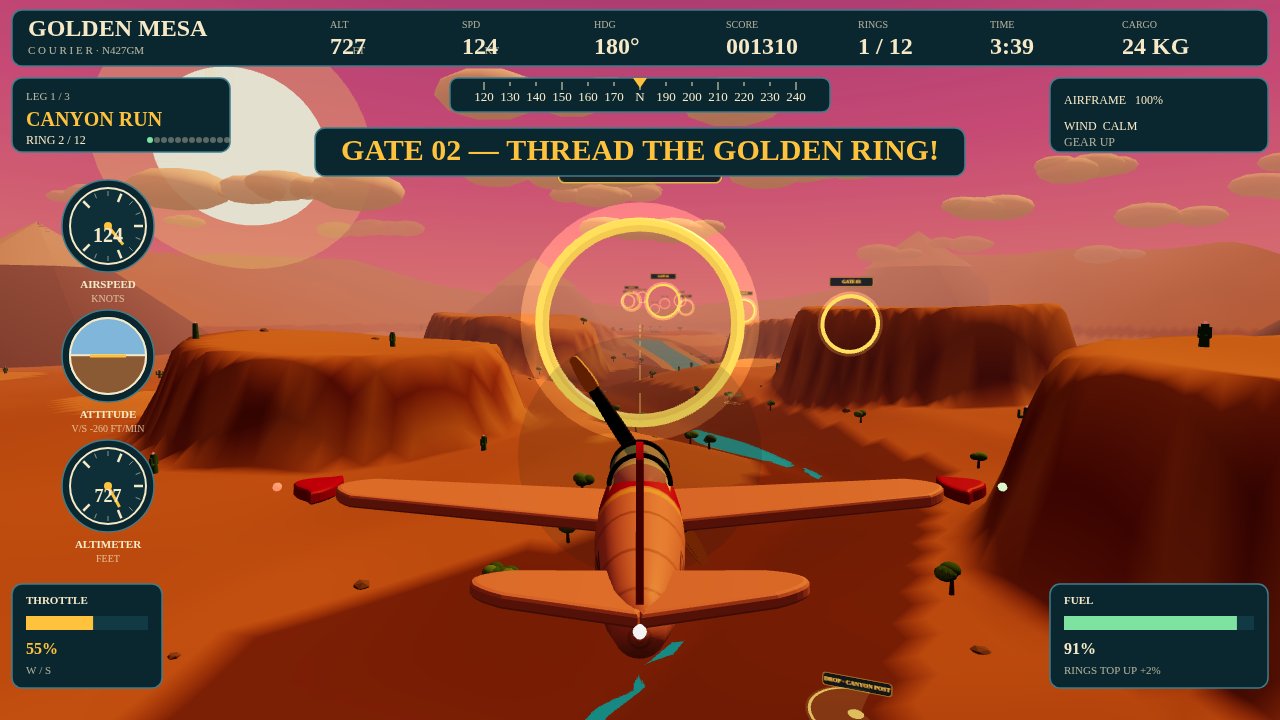 GOLDEN MESA
COURIER · N427GM
ALT
727
SPD
124
HDG
180°
SCORE
001310
RINGS
1 / 12
TIME
3:39
CARGO
24 KG
LEG 1 / 3
CANYON RUN
RING 2 / 12
120 130 140 150 160 170 N 190 200 210 220 230 240
AIRFRAME 100%
WIND CALM
GEAR UP
GATE 02 — THREAD THE GOLDEN RING!
GATE 03
124
AIRSPEED
KNOTS
ATTITUDE
V/S -260 FT/MIN
727
ALTIMETER
FEET
THROTTLE
55%
W / S
FUEL
91%
RINGS TOP UP +2%
DROP · CANYON POST